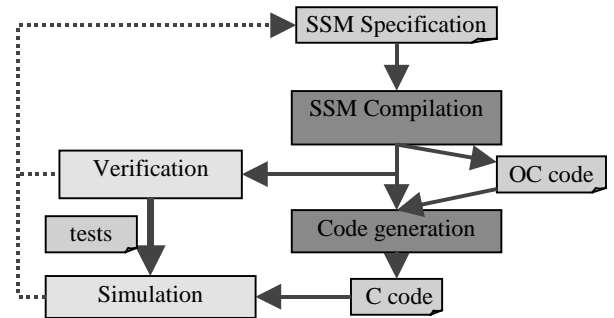 SSM Specification
SSM Compilation
Verification
OC code
tests
Code generation
Simulation
C code